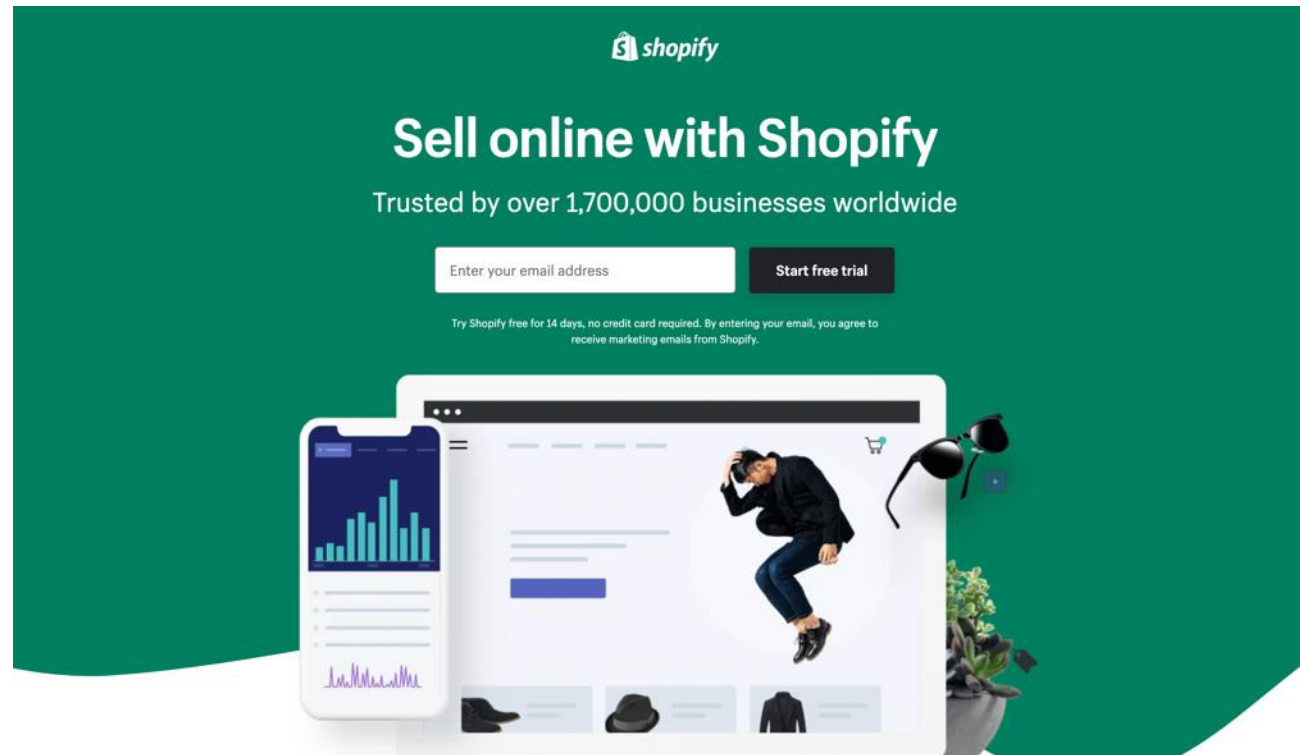 shopify
Sell online with Shopify
Trusted by over 1,700,000 businesses worldwide
Enter your email address
Start free trial
Try Shopify free for 14 days, no credit card required. By entering your email, you agree to
receive marketing emails from Shopify.